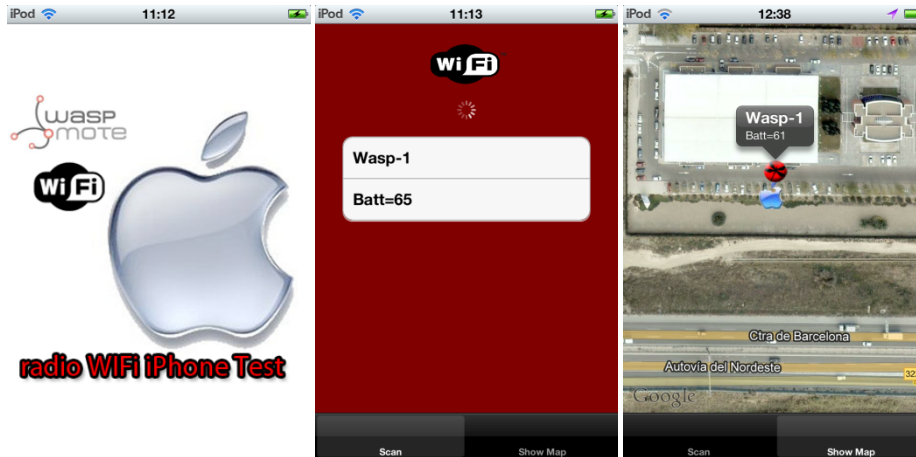 iPod 11:12
wasp
mote
Wi Fi
radio WIFi iPhone Test
iPod 11:13
Wi Fi
Wasp-1
Batt=65
Scan Show Map
iPod 12:38
Wasp-1
Batt=61
Ctra de Barcelona
Autovía del Nordeste
Google
Scan Show Map